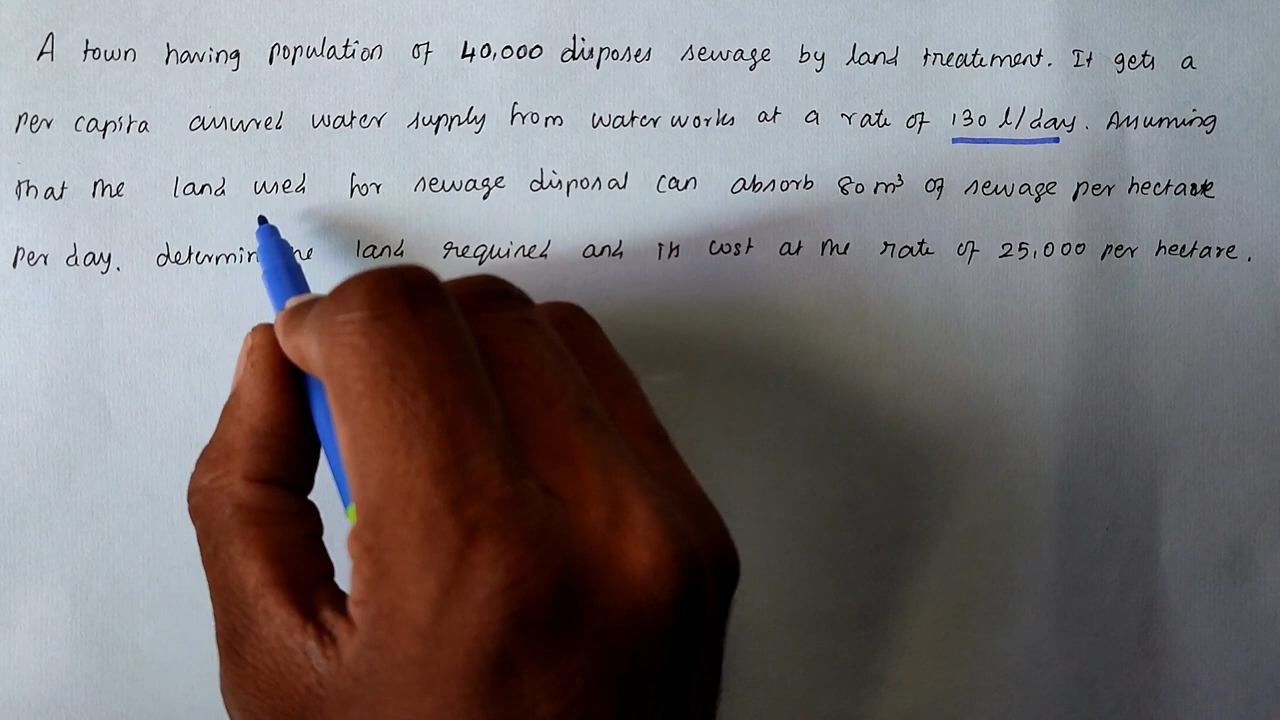 A town having population of 40,000 disposes sewage by land treatment. It gets a
per capita assured water supply from waterworks at a rate of 130 l/day. Assuming
that the land used for sewage disposal can absorb 80 m³ of sewage per hectare
per day. land required and its cost at the rate of 25,000 per hectare.